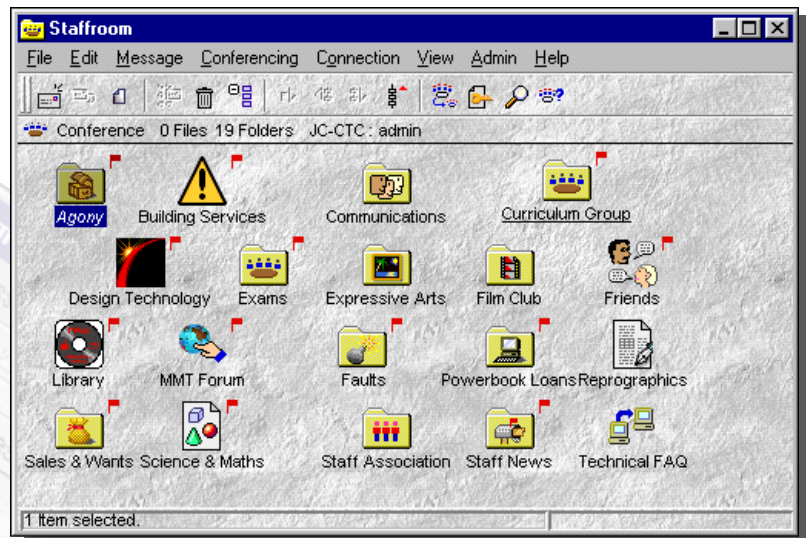 Staffroom
File Edit Message Conferencing Connection View Admin Help
Conference 0 Files 19 Folders JC-CTC : admin
Agony Building Services Communications Curriculum Group
Design Technology Exams Expressive Arts Film Club Friends
Library MMT Forum Faults Powerbook Loans Reprographics
Sales & Wants Science & Maths Staff Association Staff News Technical FAQ
1 Item selected.